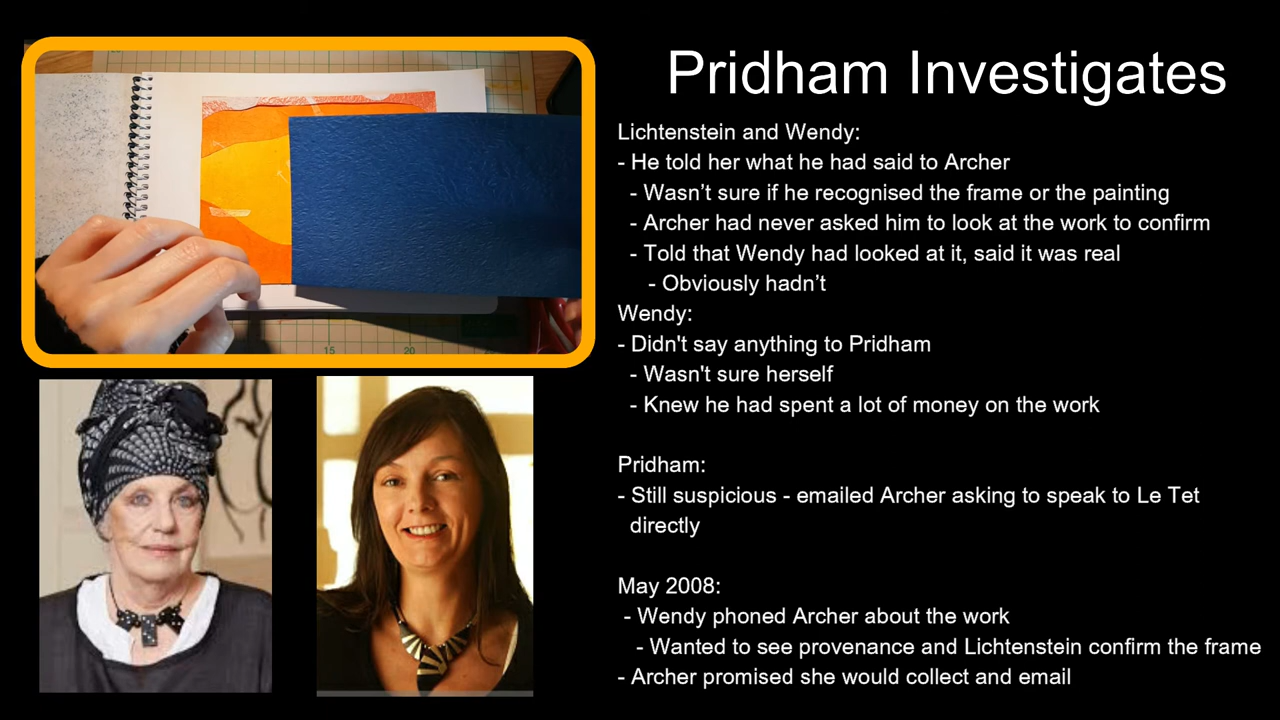 Pridham Investigates
Lichtenstein and Wendy:
- He told her what he had said to Archer
- Wasn’t sure if he recognised the frame or the painting
- Archer had never asked him to look at the work to confirm
- Told that Wendy had looked at it, said it was real
- Obviously hadn’t
Wendy:
- Didn't say anything to Pridham
- Wasn't sure herself
- Knew he had spent a lot of money on the work
Pridham:
- Still suspicious - emailed Archer asking to speak to Le Tet
directly
May 2008:
- Wendy phoned Archer about the work
- Wanted to see provenance and Lichtenstein confirm the frame
- Archer promised she would collect and email
15
20